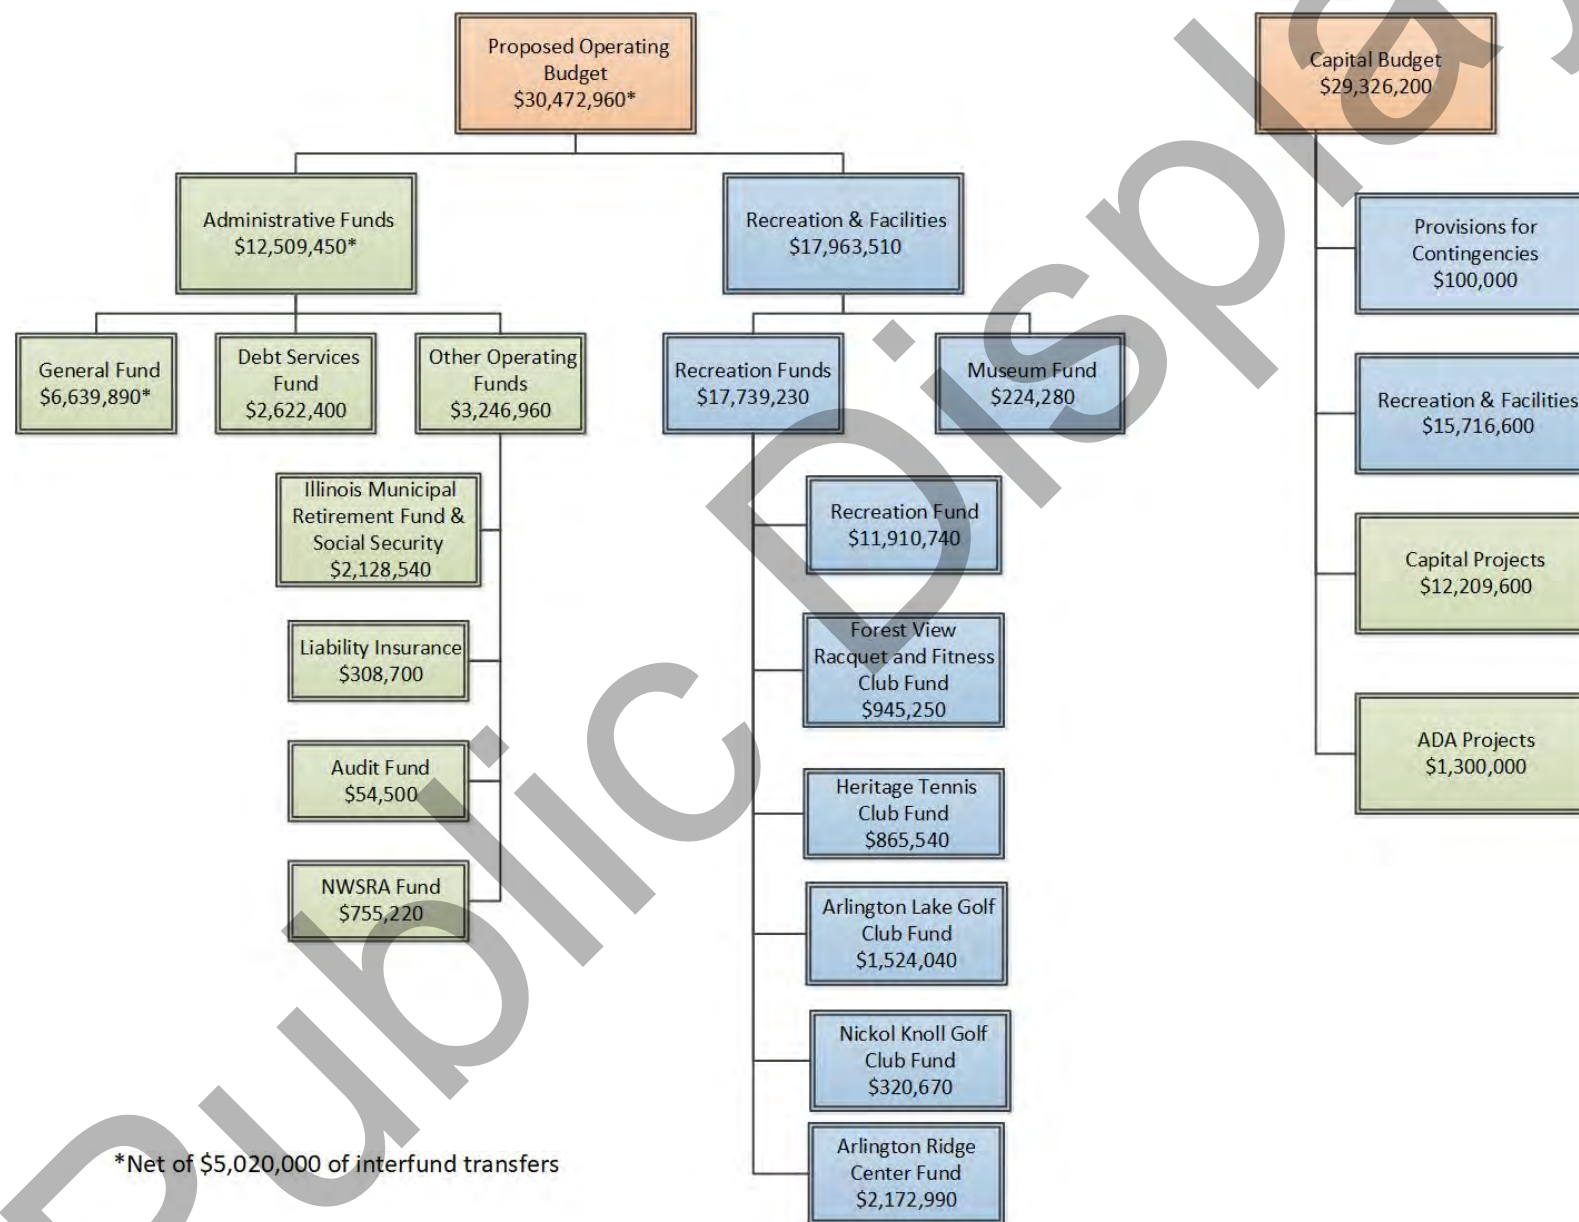 Proposed Operating
Budget
$30,472,960*
Capital Budget
$29,326,200
Administrative Funds
$12,509,450*
Recreation & Facilities
$17,963,510
General Fund
$6,639,890*
Debt Services
Fund
$2,622,400
Other Operating
Funds
$3,246,960
Recreation Funds
$17,739,230
Museum Fund
$224,280
Illinois Municipal
Retirement Fund &
Social Security
$2,128,540
Liability Insurance
$308,700
Audit Fund
$54,500
NWSRA Fund
$755,220
Recreation Fund
$11,910,740
Forest View
Racquet and Fitness
Club Fund
$945,250
Heritage Tennis
Club Fund
$865,540
Arlington Lake Golf
Club Fund
$1,524,040
Nickol Knoll Golf
Club Fund
$320,670
Arlington Ridge
Center Fund
$2,172,990
Provisions for
Contingencies
$100,000
Recreation & Facilities
$15,716,600
Capital Projects
$12,209,600
ADA Projects
$1,300,000
*Net of $5,020,000 of interfund transfers
Public Display